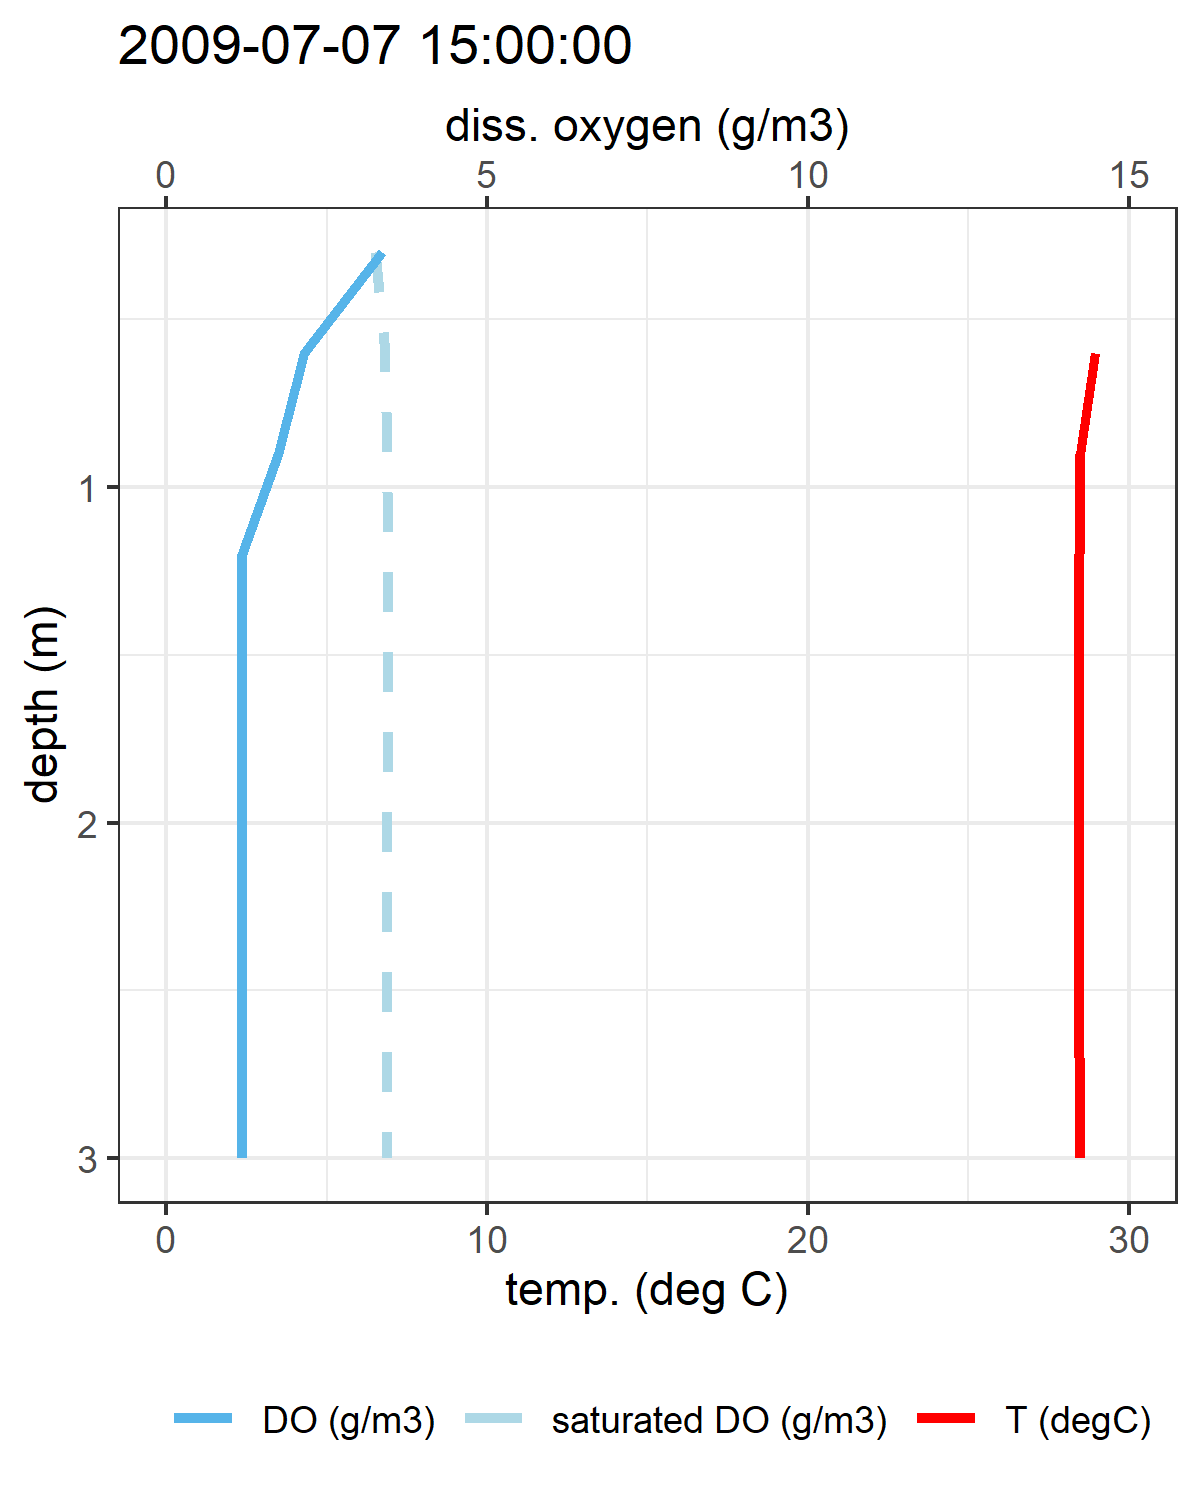 2009-07-07 15:00:00
diss. oxygen (g/m3)
0 5 10 15
depth (m)
1
2
3
0 10 20 30
temp. (deg C)
DO (g/m3) saturated DO (g/m3) T (degC)